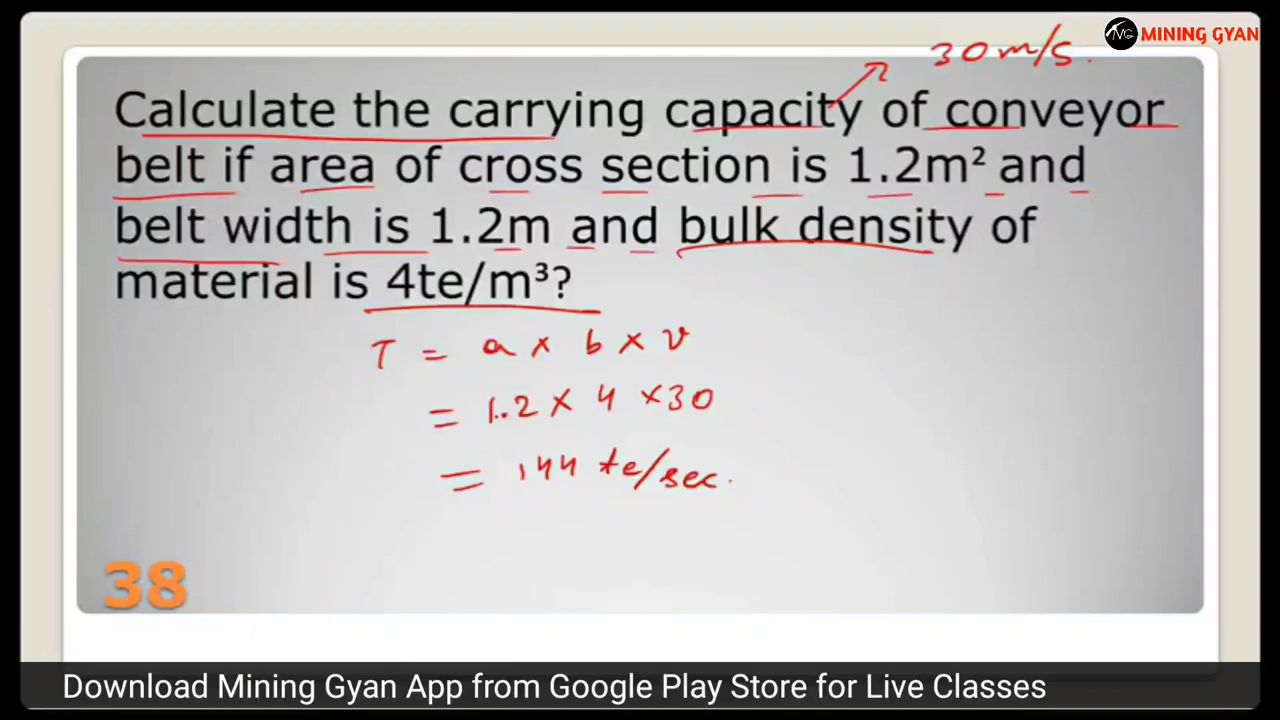 MINING GYAN
30 m/s.
Calculate the carrying capacity of conveyor
belt if area of cross section is 1.2m² and
belt width is 1.2m and bulk density of
material is 4te/m³?
T = a × b × v
= 1.2 × 4 × 30
= 144 te/sec.
38
Download Mining Gyan App from Google Play Store for Live Classes